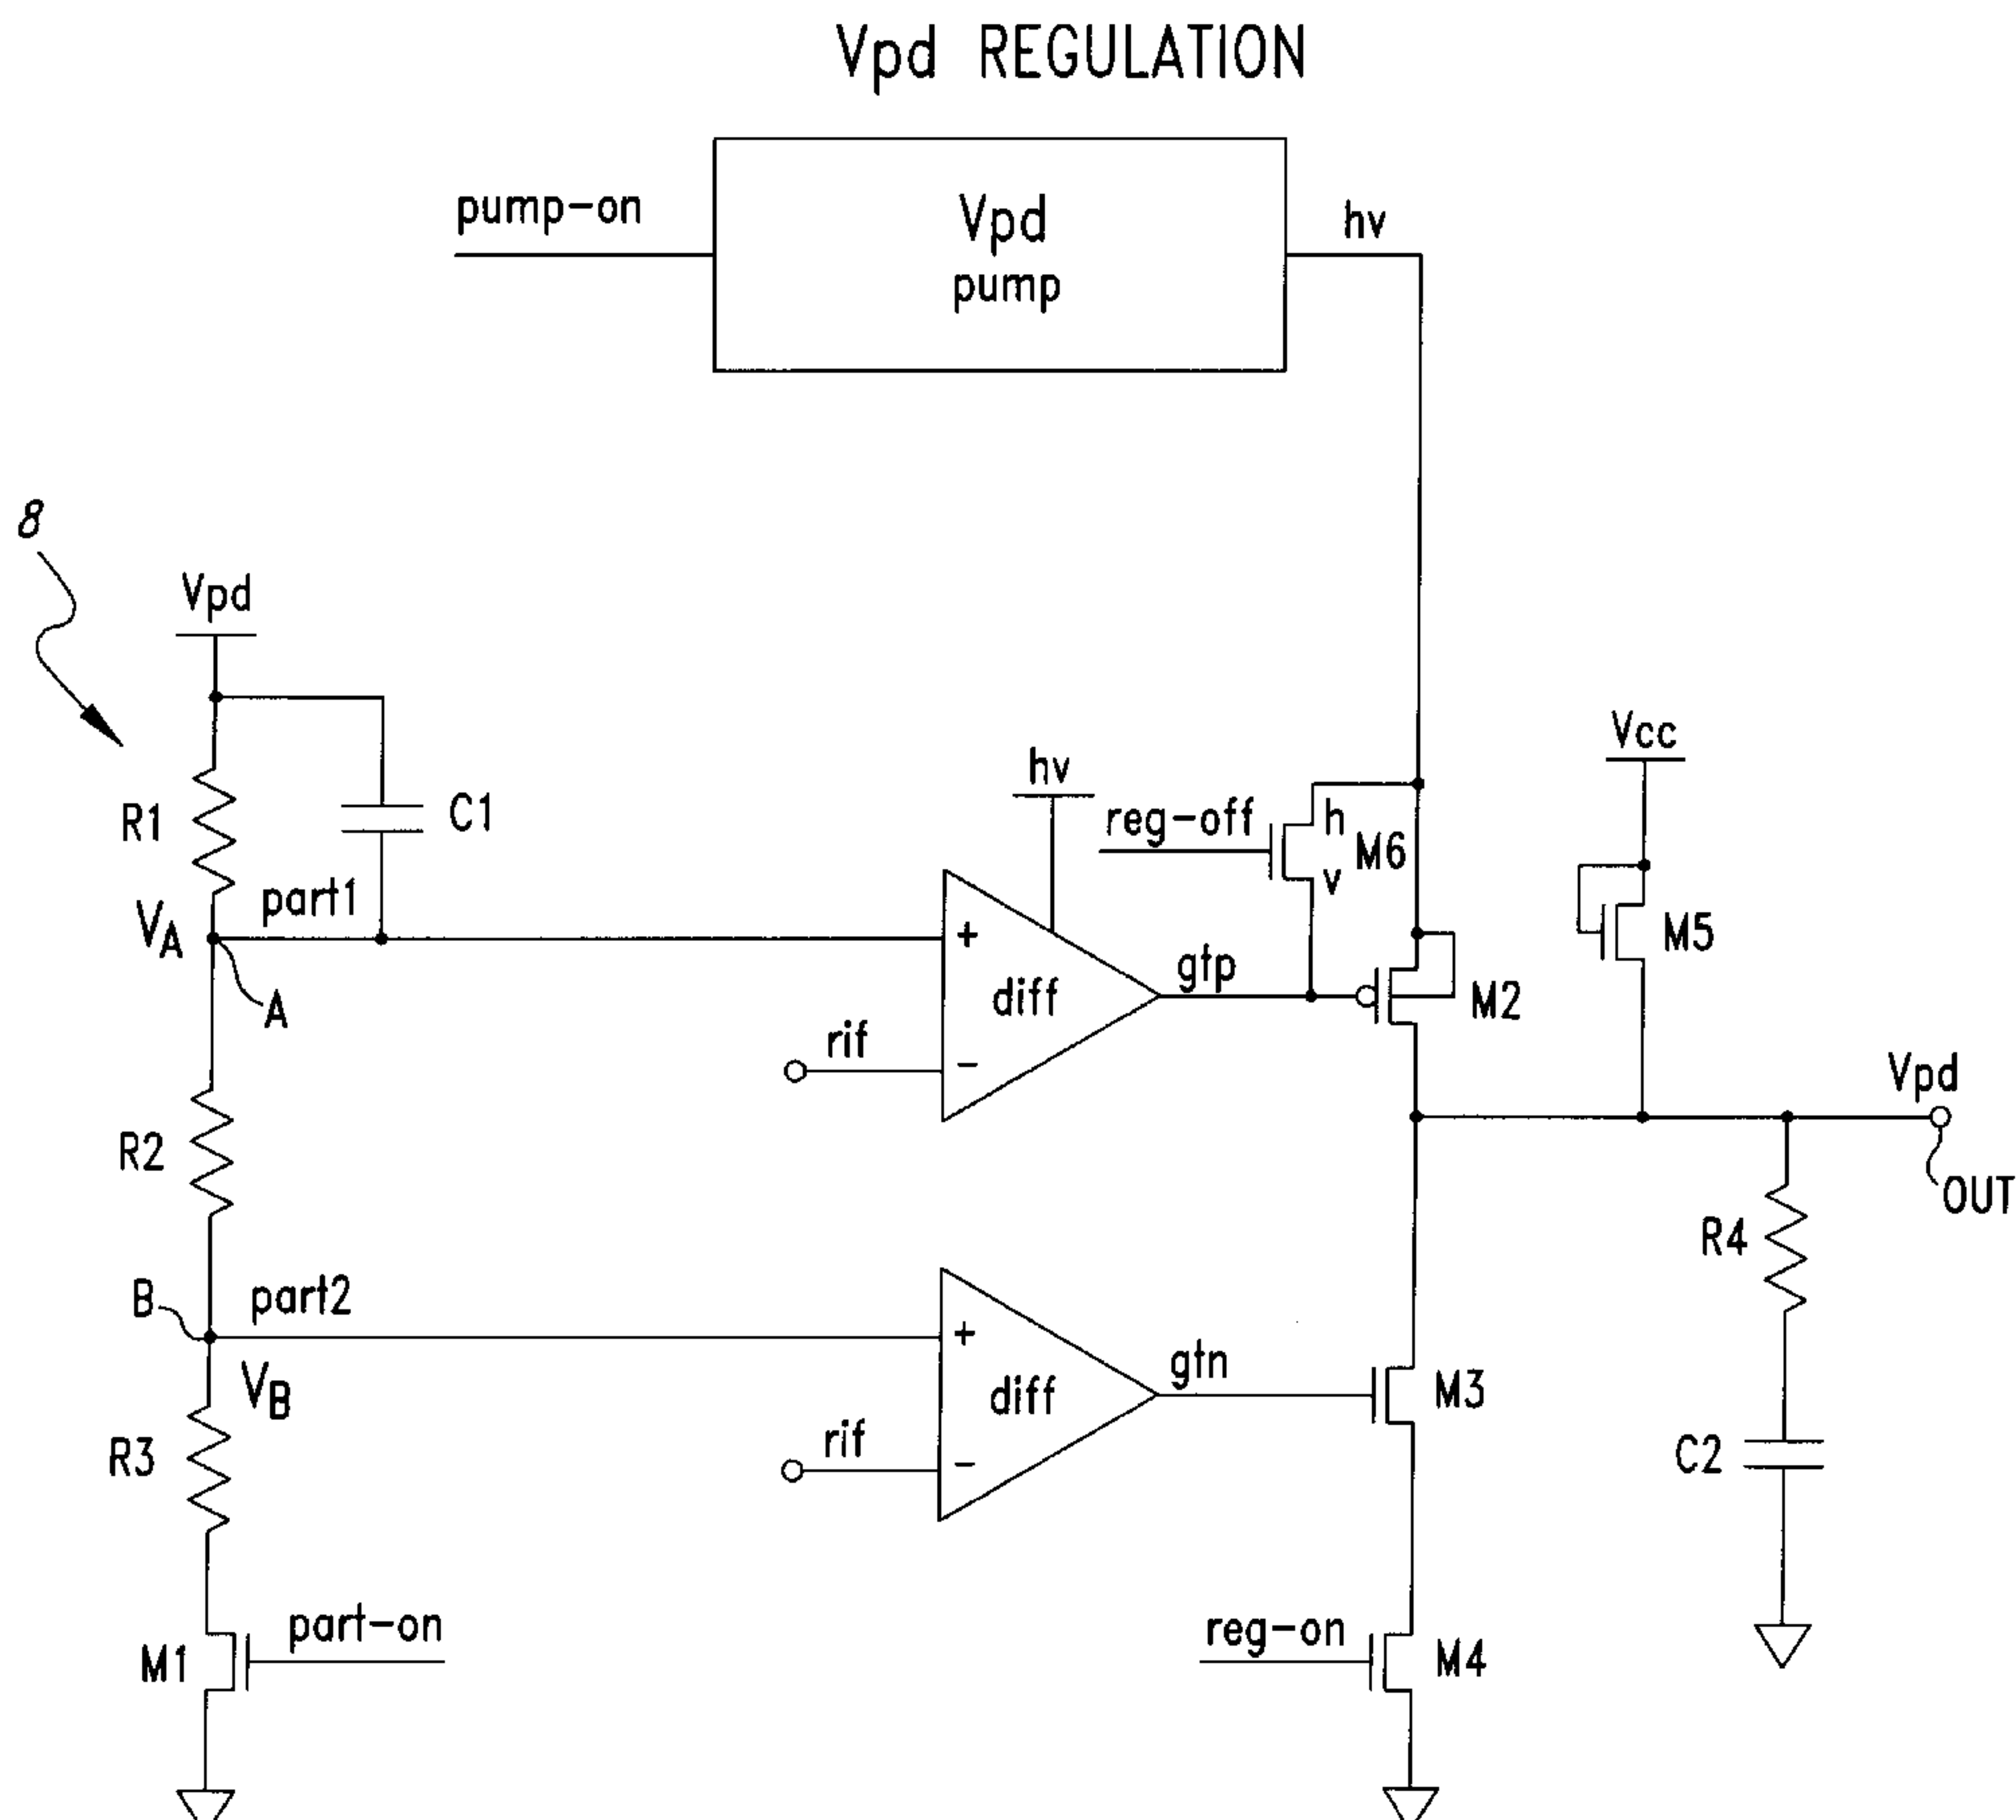 Vpd REGULATION
pump-on
Vpd
pump
hv
8
Vpd
R1
C1
VA
part1
A
hv
reg-off
h
v
M6
Vcc
M5
+
diff
-
gtp
M2
rif
Vpd
OUT
R2
R4
B
part2
VB
+
diff
-
gtn
M3
rif
R3
C2
M1
part-on
reg-on
M4